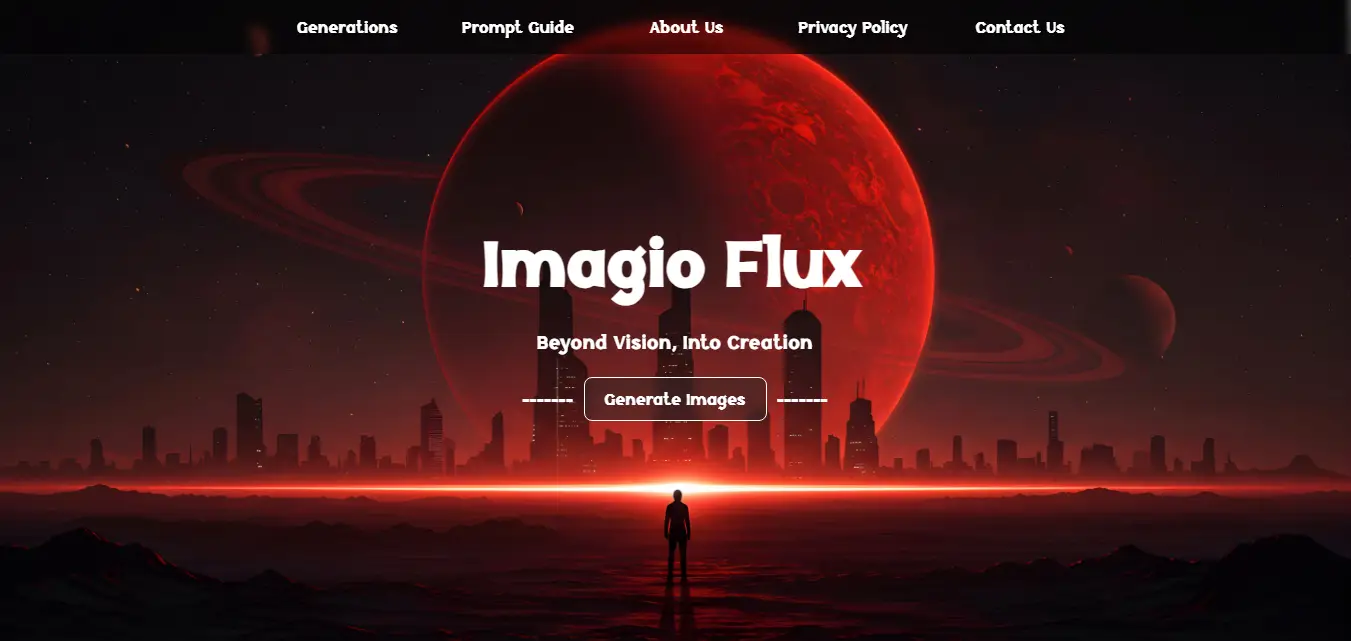 Generations Prompt Guide About Us Privacy Policy Contact Us
Imagio Flux
Beyond Vision, Into Creation
------- Generate Images -------